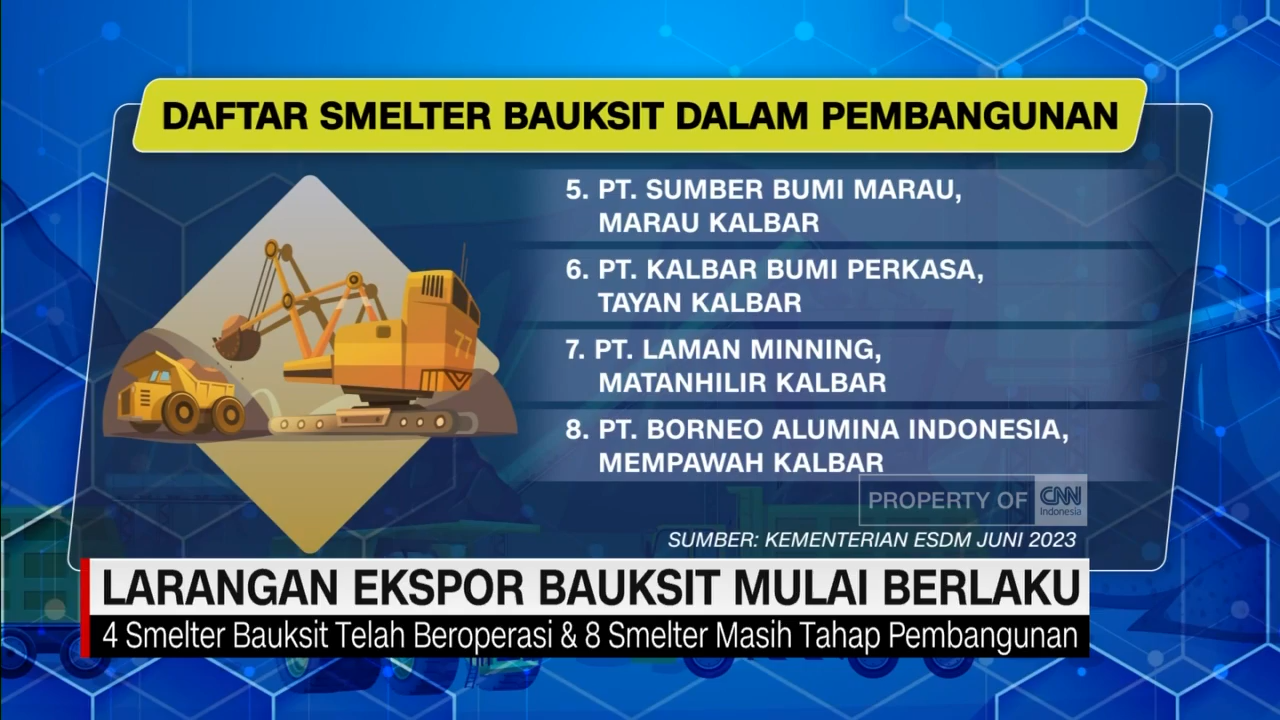 DAFTAR SMELTER BAUKSIT DALAM PEMBANGUNAN
5. PT. SUMBER BUMI MARAU,
MARAU KALBAR
6. PT. KALBAR BUMI PERKASA,
TAYAN KALBAR
7. PT. LAMAN MINNING,
MATANHILIR KALBAR
8. PT. BORNEO ALUMINA INDONESIA,
MEMPAWAH KALBAR
77
PROPERTY OF CNN Indonesia
SUMBER: KEMENTERIAN ESDM JUNI 2023
LARANGAN EKSPOR BAUKSIT MULAI BERLAKU
4 Smelter Bauksit Telah Beroperasi & 8 Smelter Masih Tahap Pembangunan